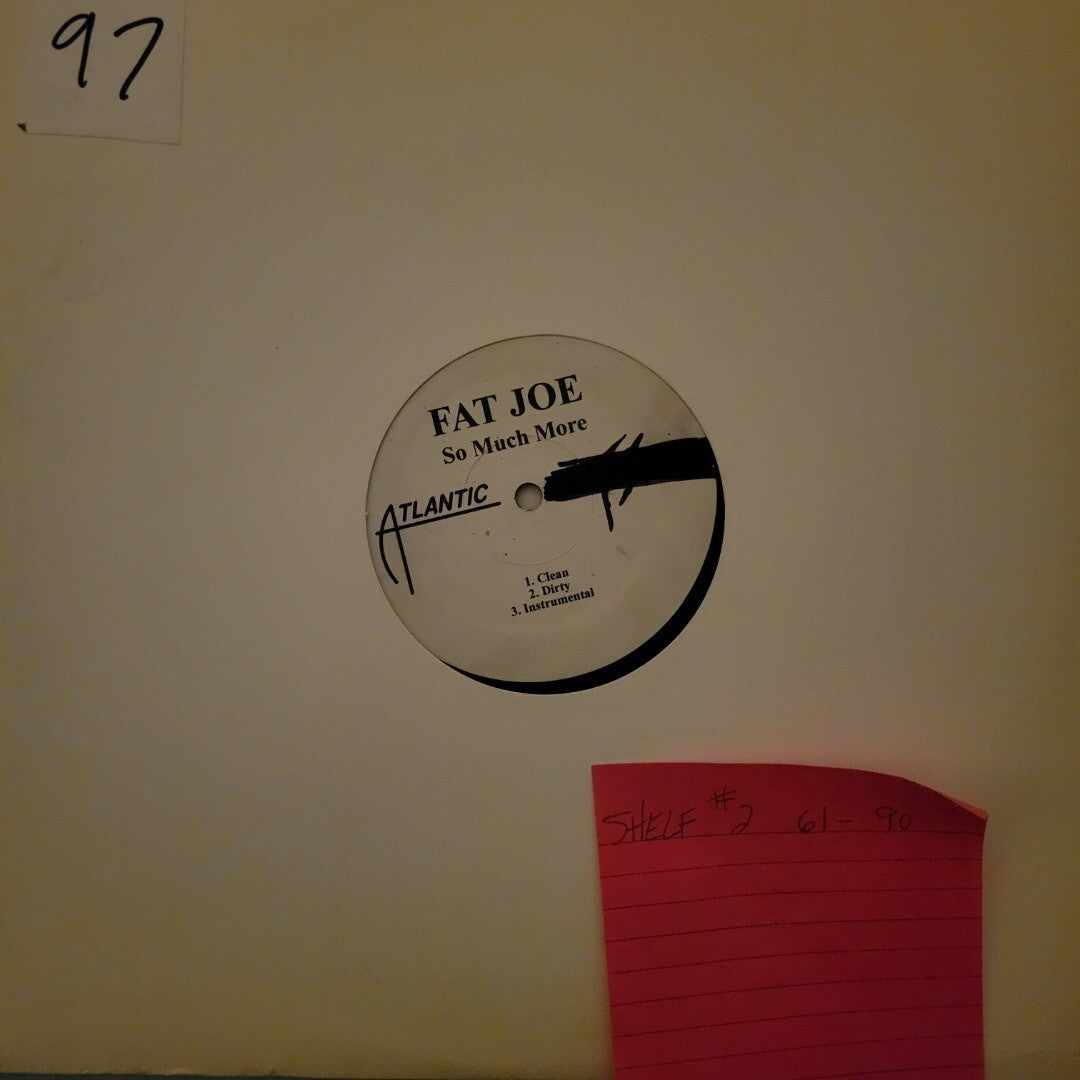 97
FAT JOE
So Much More
ATLANTIC
1. Clean
2. Dirty
3. Instrumental
SHELF #2 61 - 90